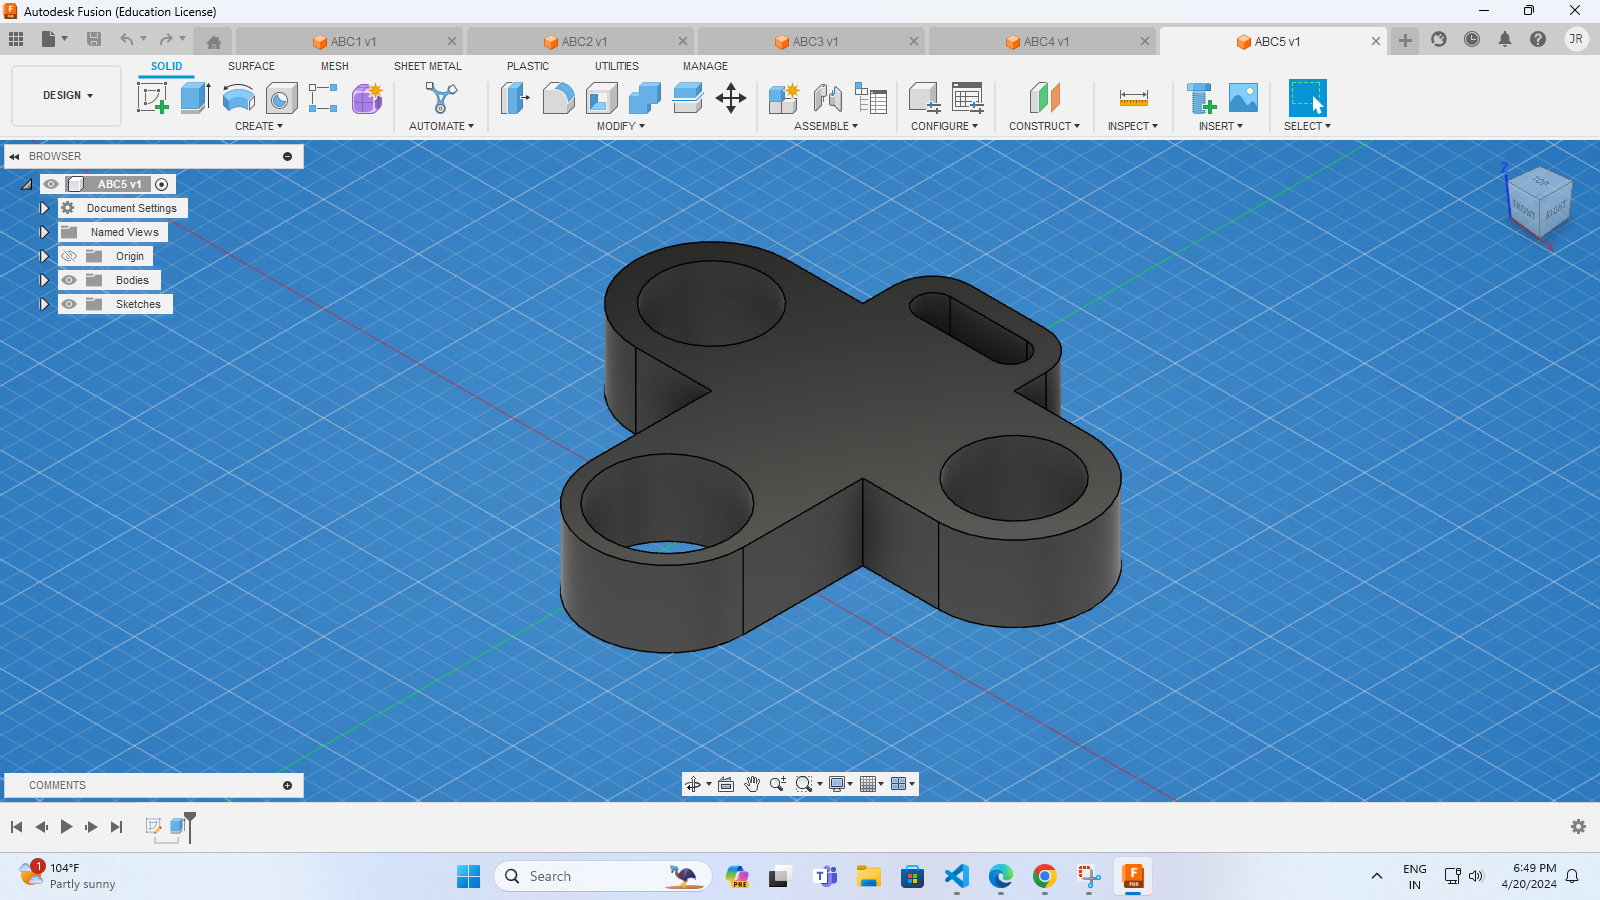 Autodesk Fusion (Education License)
ABC1 v1
ABC2 v1
ABC3 v1
ABC4 v1
ABC5 v1
JR
DESIGN
SOLID
SURFACE
MESH
SHEET METAL
PLASTIC
UTILITIES
MANAGE
CREATE
AUTOMATE
MODIFY
ASSEMBLE
CONFIGURE
CONSTRUCT
INSPECT
INSERT
SELECT
BROWSER
ABC5 v1
Document Settings
Named Views
Origin
Bodies
Sketches
Z
TOP
FRONT
RIGHT
X
COMMENTS
1
104°F
Partly sunny
Search
PRE
F
FUS
ENG
IN
6:49 PM
4/20/2024